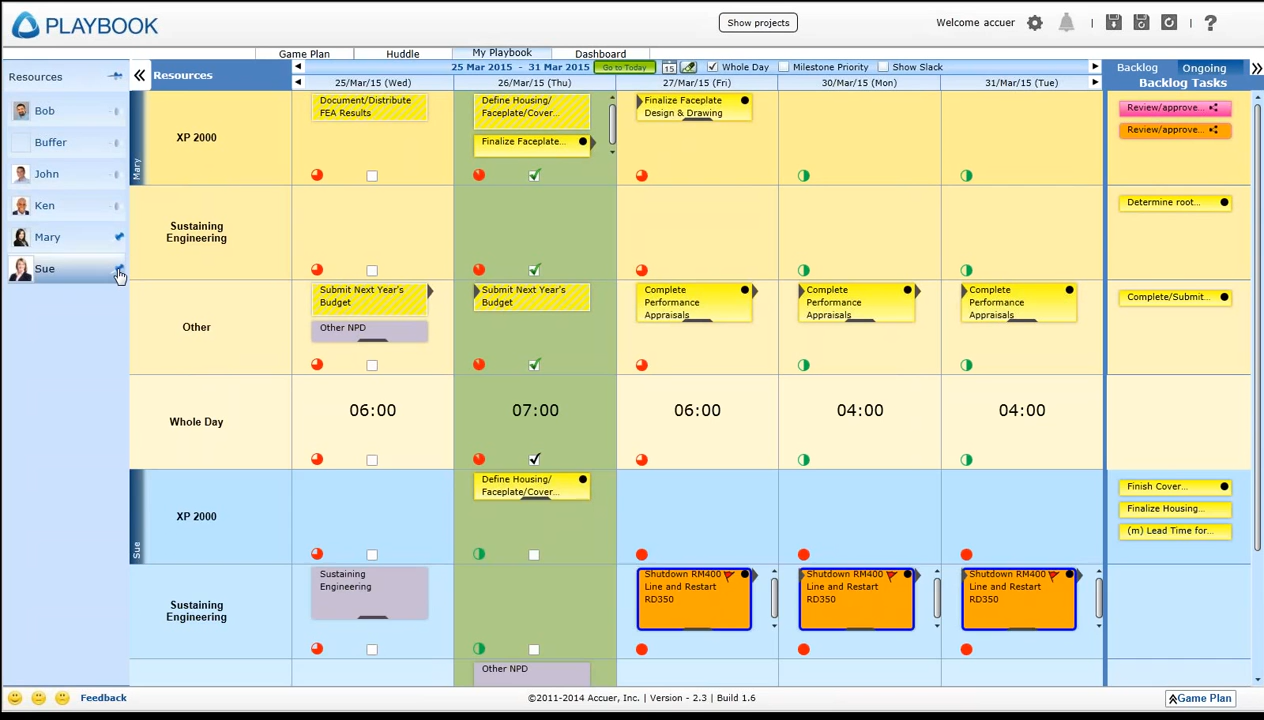 PLAYBOOK
Show projects
Welcome accuer
?
Game Plan Huddle My Playbook Dashboard
Resources
Bob
Buffer
John
Ken
Mary
Sue
Resources
25 Mar 2015 - 31 Mar 2015 Go to Today 15 Whole Day Milestone Priority Show Slack
Backlog Ongoing
Backlog Tasks
25/Mar/15 (Wed) 26/Mar/15 (Thu) 27/Mar/15 (Fri) 30/Mar/15 (Mon) 31/Mar/15 (Tue)
Mary
XP 2000
Document/Distribute
FEA Results
Define Housing/
Faceplate/Cover...
Finalize Faceplate...
Finalize Faceplate
Design & Drawing
Review/approve...
Review/approve...
Sustaining
Engineering
Determine root...
Other
Submit Next Year's
Budget
Other NPD
Submit Next Year's
Budget
Complete
Performance
Appraisals
Complete
Performance
Appraisals
Complete
Performance
Appraisals
Complete/Submit...
Whole Day
06:00 07:00 06:00 04:00 04:00
Sue
XP 2000
Define Housing/
Faceplate/Cover...
Finish Cover...
Finalize Housing...
(m) Lead Time for...
Sustaining
Engineering
Sustaining
Engineering
Shutdown RM400
Line and Restart
RD350
Shutdown RM400
Line and Restart
RD350
Shutdown RM400
Line and Restart
RD350
Other NPD
Feedback
©2011-2014 Accuer, Inc. | Version - 2.3 | Build 1.6
Game Plan